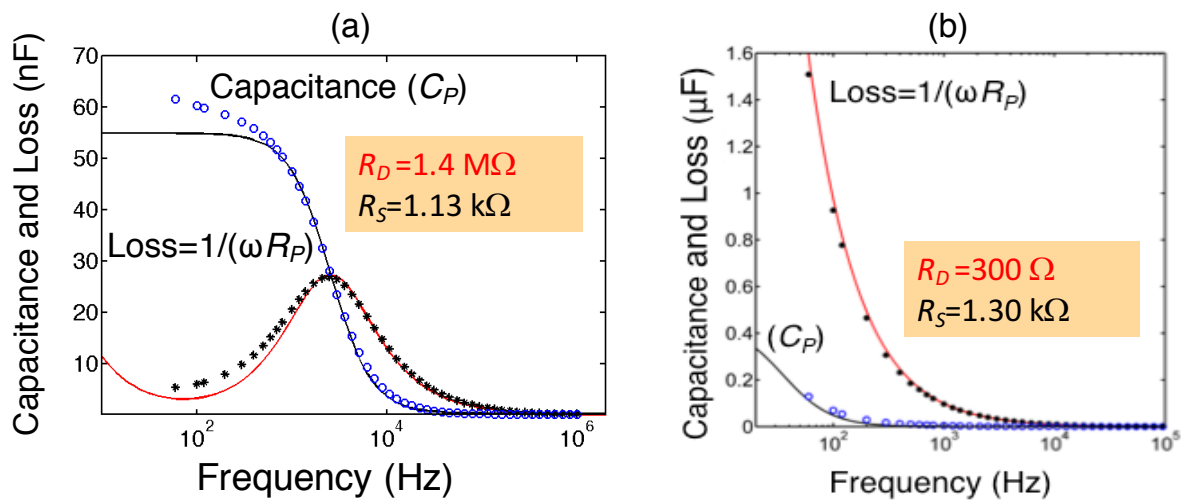 (a)
Capacitance and Loss (nF)
70
60
50
40
30
20
10
Capacitance (C_P)
R_D=1.4 MΩ
R_S=1.13 kΩ
Loss=1/(ωR_P)
10^2
10^4
10^6
Frequency (Hz)
(b)
Capacitance and Loss (μF)
1.6
1.4
1.2
1
0.8
0.6
0.4
0.2
0
Loss=1/(ωR_P)
R_D=300 Ω
R_S=1.30 kΩ
(C_P)
10^2
10^3
10^4
10^5
Frequency (Hz)